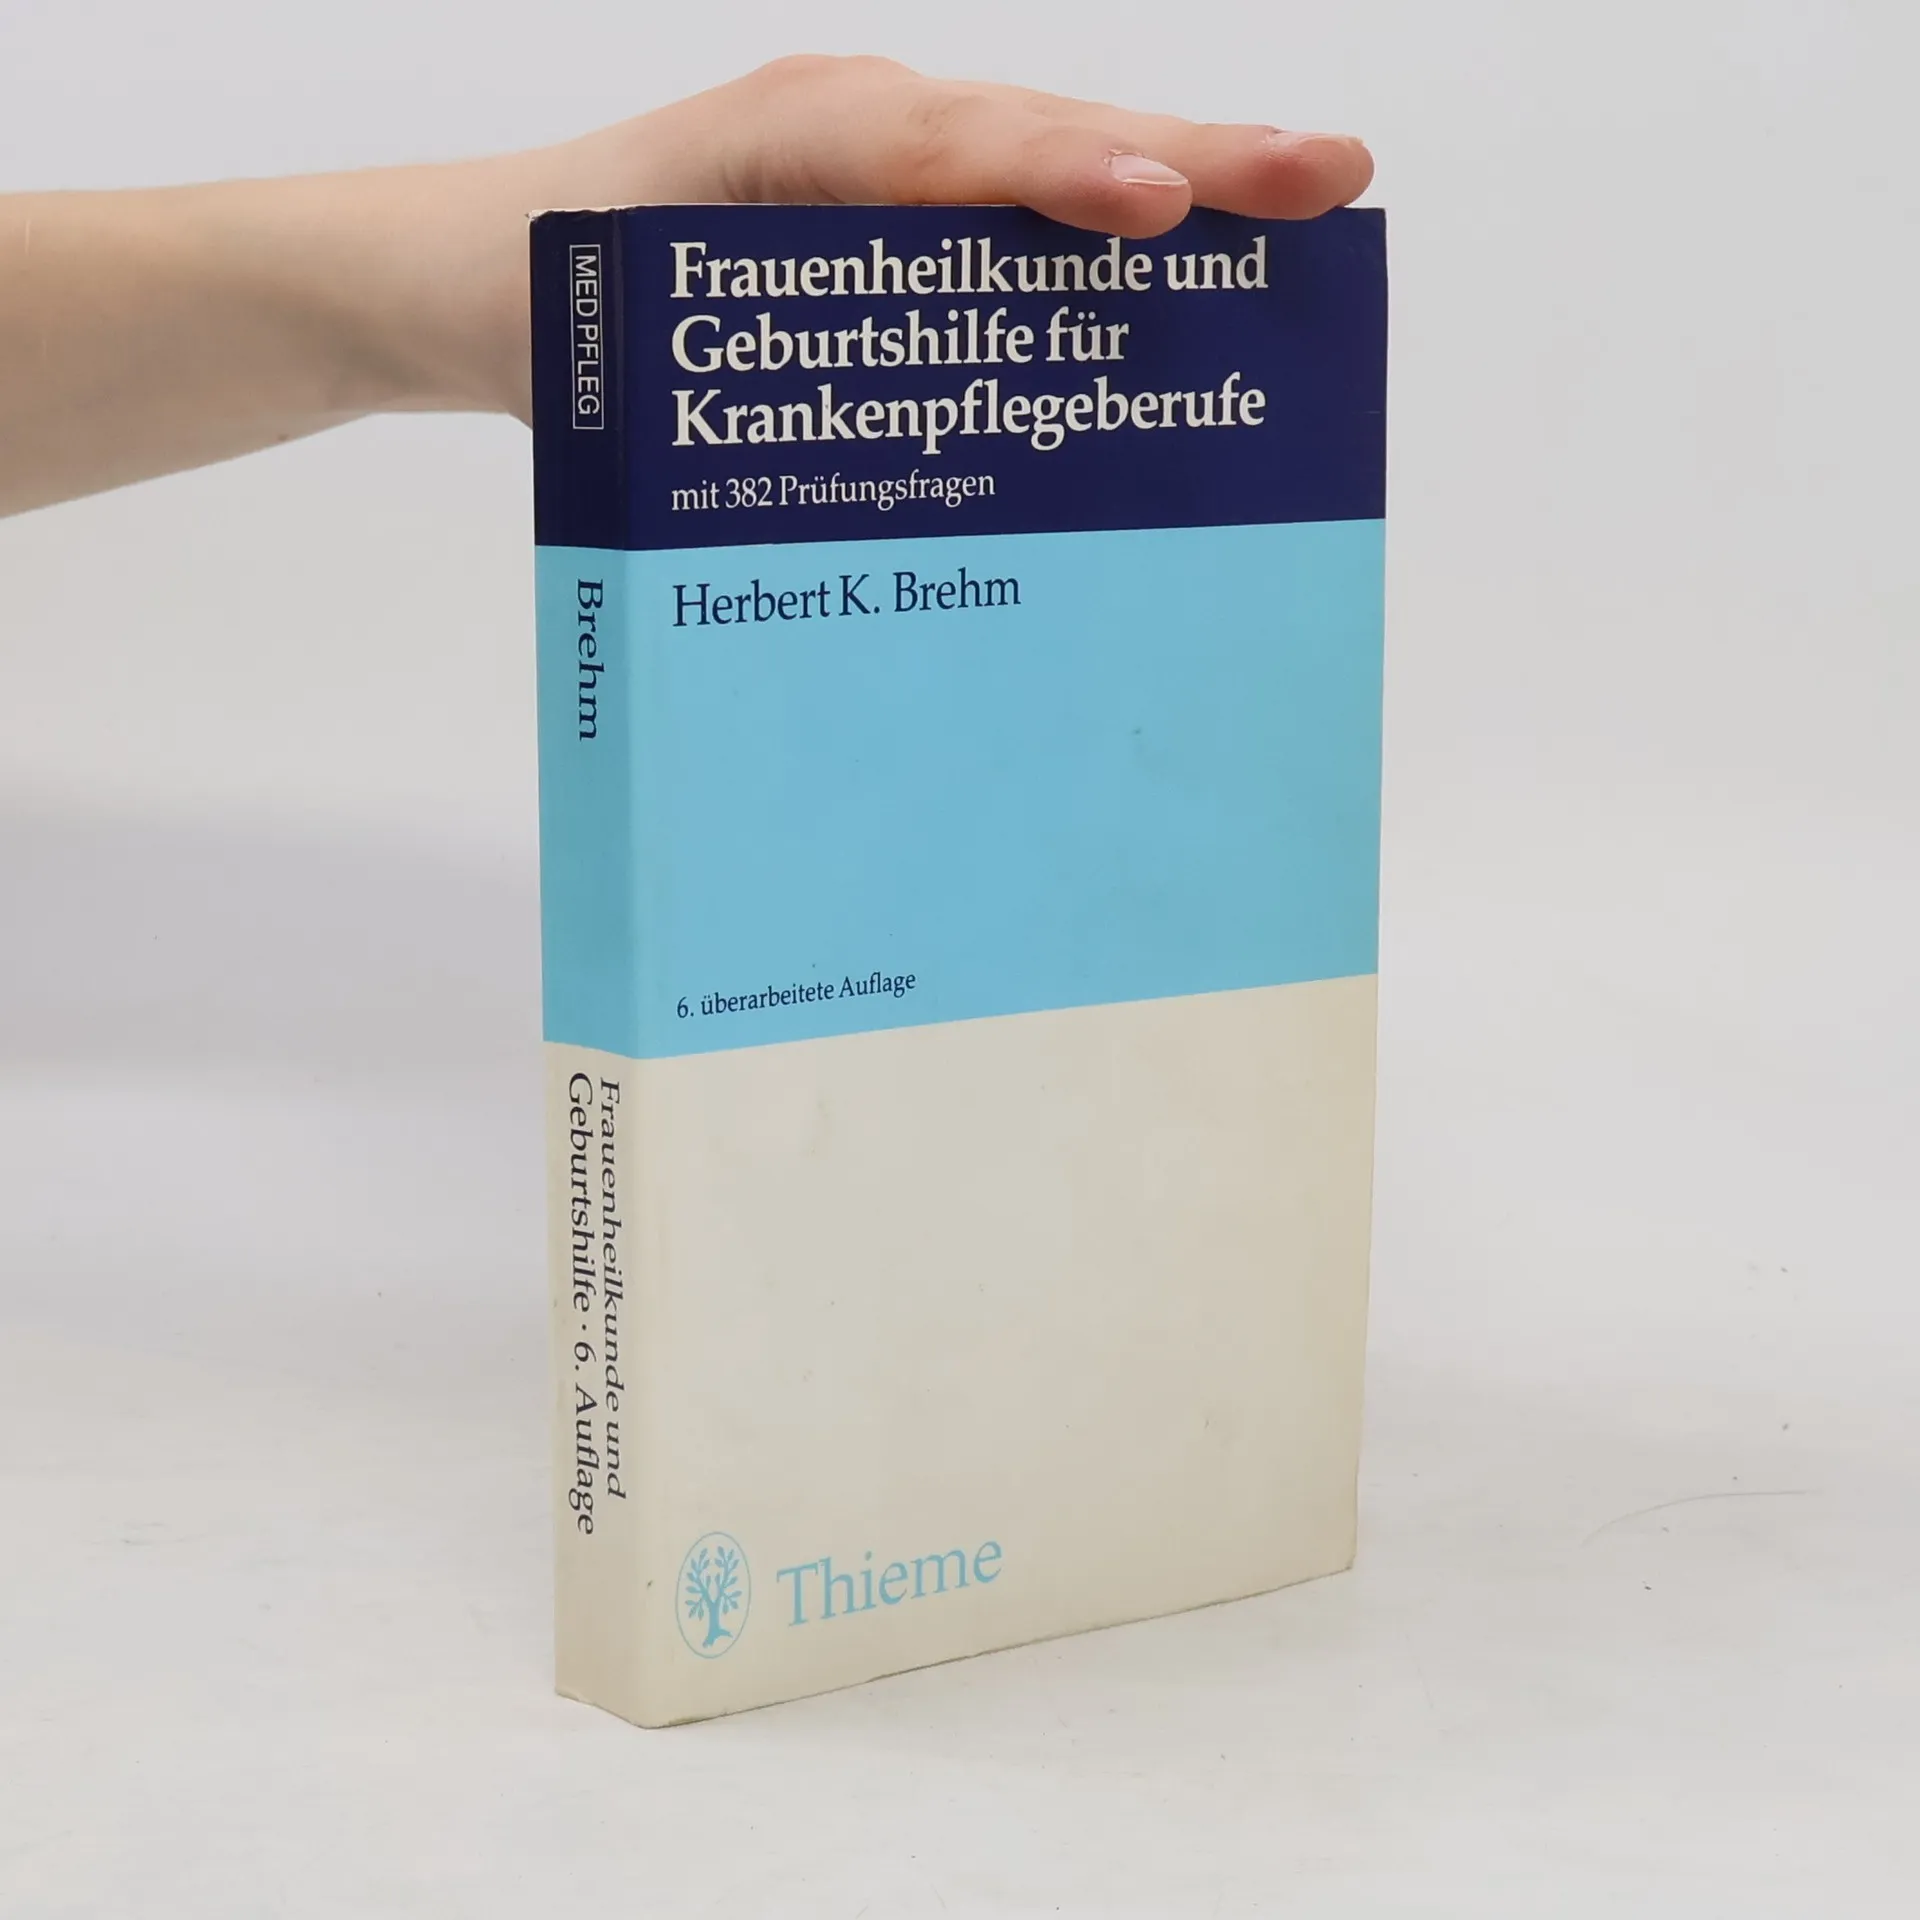 Frauenheilkunde und
Geburtshilfe für
Krankenpflegeberufe
mit 382 Prüfungsfragen
Herbert K. Brehm
6. überarbeitete Auflage
Thieme
MED PFLEG
Brehm
Frauenheilkunde und
Geburtshilfe · 6. Auflage